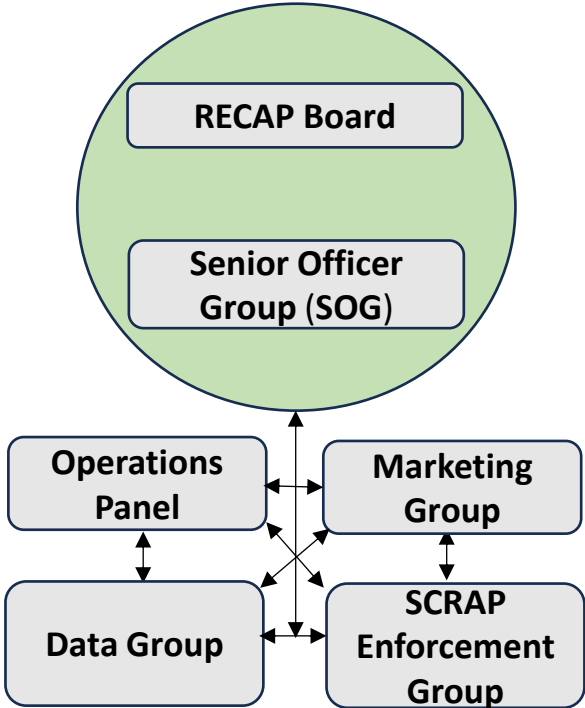 RECAP Board
Senior Officer
Group (SOG)
Operations
Panel
Marketing
Group
Data Group
SCRAP
Enforcement
Group